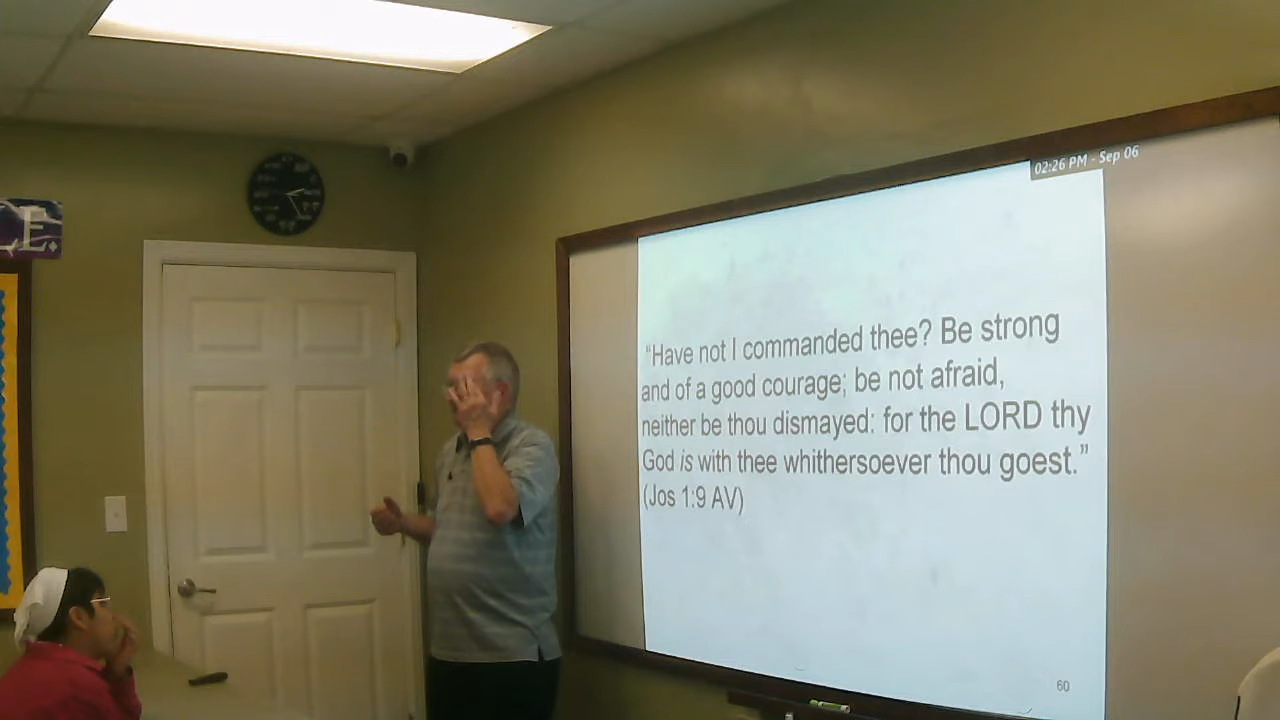 02:26 PM - Sep 06
E.
“Have not I commanded thee? Be strong
and of a good courage; be not afraid,
neither be thou dismayed: for the LORD thy
God is with thee whithersoever thou goest.”
(Jos 1:9 AV)
60